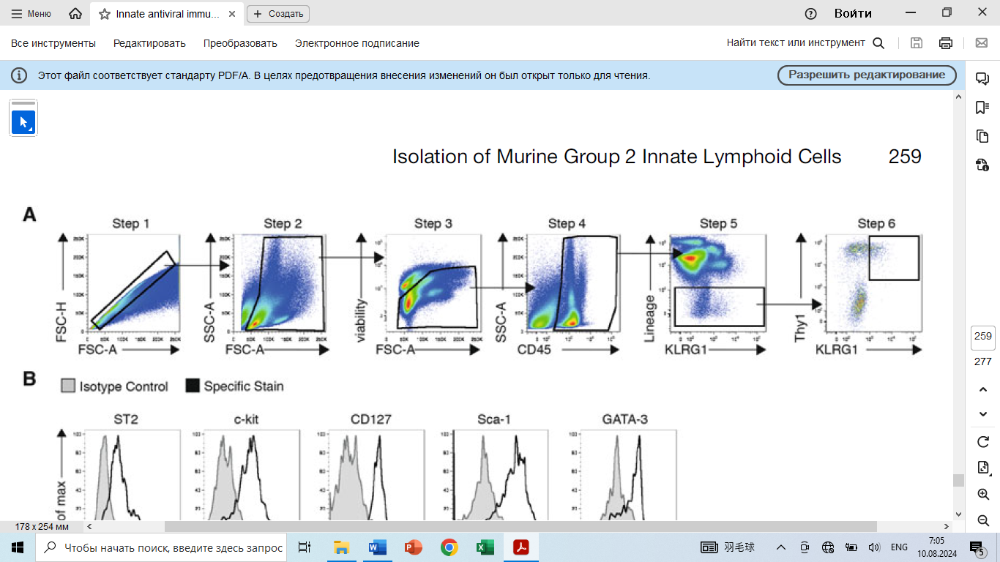 Меню
Innate antiviral immu...
Создать
Войти
Все инструменты
Редактировать
Преобразовать
Электронное подписание
Найти текст или инструмент
Этот файл соответствует стандарту PDF/A. В целях предотвращения внесения изменений он был открыт только для чтения.
Разрешить редактирование
Isolation of Murine Group 2 Innate Lymphoid Cells 259
A
Step 1
Step 2
Step 3
Step 4
Step 5
Step 6
FSC-H
FSC-A
SSC-A
FSC-A
viability
FSC-A
SSC-A
CD45
Lineage
KLRG1
Thy1
KLRG1
B
Isotype Control
Specific Stain
ST2
c-kit
CD127
Sca-1
GATA-3
of max
259
277
178 x 254 мм
Чтобы начать поиск, введите здесь запрос
羽毛球
ENG
7:05
10.08.2024
5